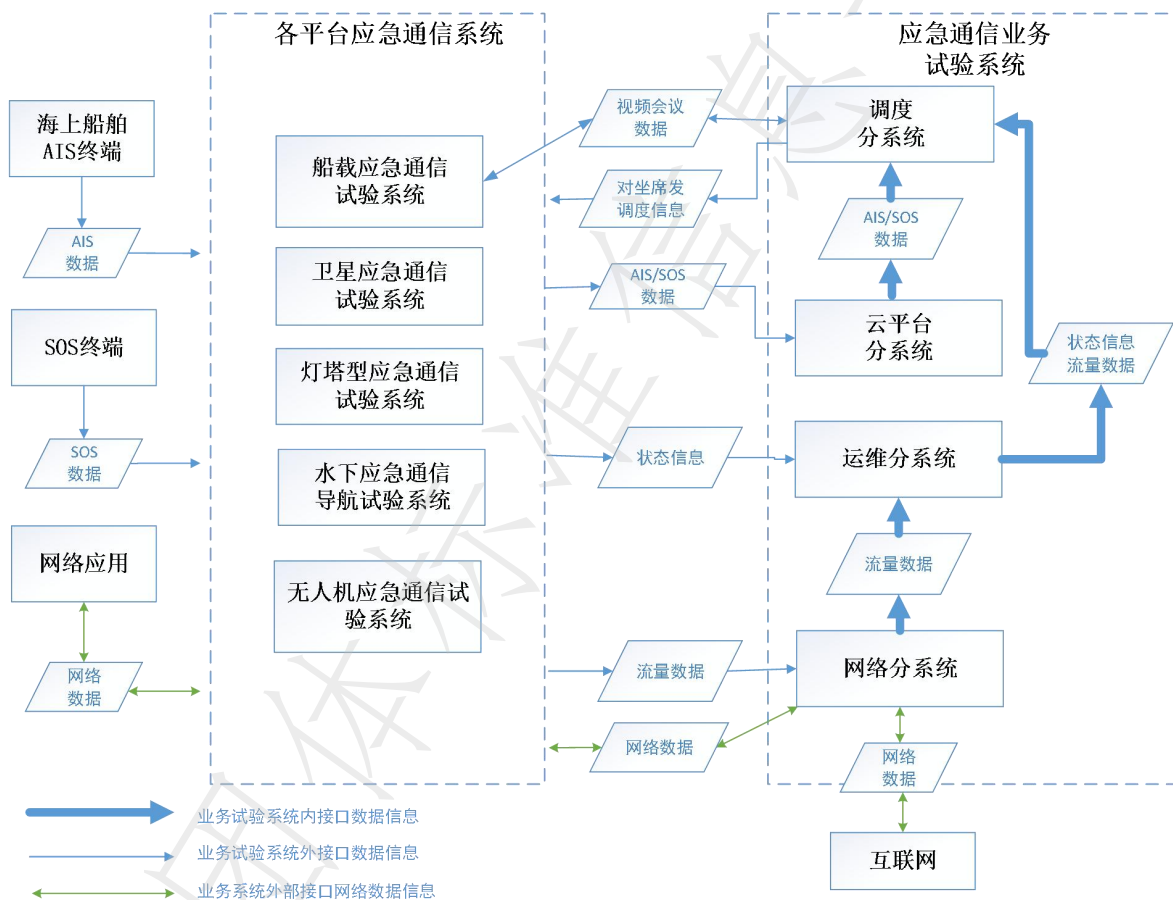 各平台应急通信系统
应急通信业务
试验系统
海上船舶
AIS终端
AIS
数据
SOS终端
SOS
数据
网络应用
网络
数据
船载应急通信
试验系统
卫星应急通信
试验系统
灯塔型应急通信
试验系统
水下应急通信
导航试验系统
无人机应急通信试
验系统
视频会议
数据
对坐席发
调度信息
AIS/SOS
数据
状态信息
流量数据
网络数据
调度
分系统
AIS/SOS
数据
云平台
分系统
状态信息
流量数据
运维分系统
流量数据
网络分系统
网络
数据
互联网
业务试验系统内接口数据信息
业务试验系统外接口数据信息
业务系统外部接口网络数据信息
团体标准信息